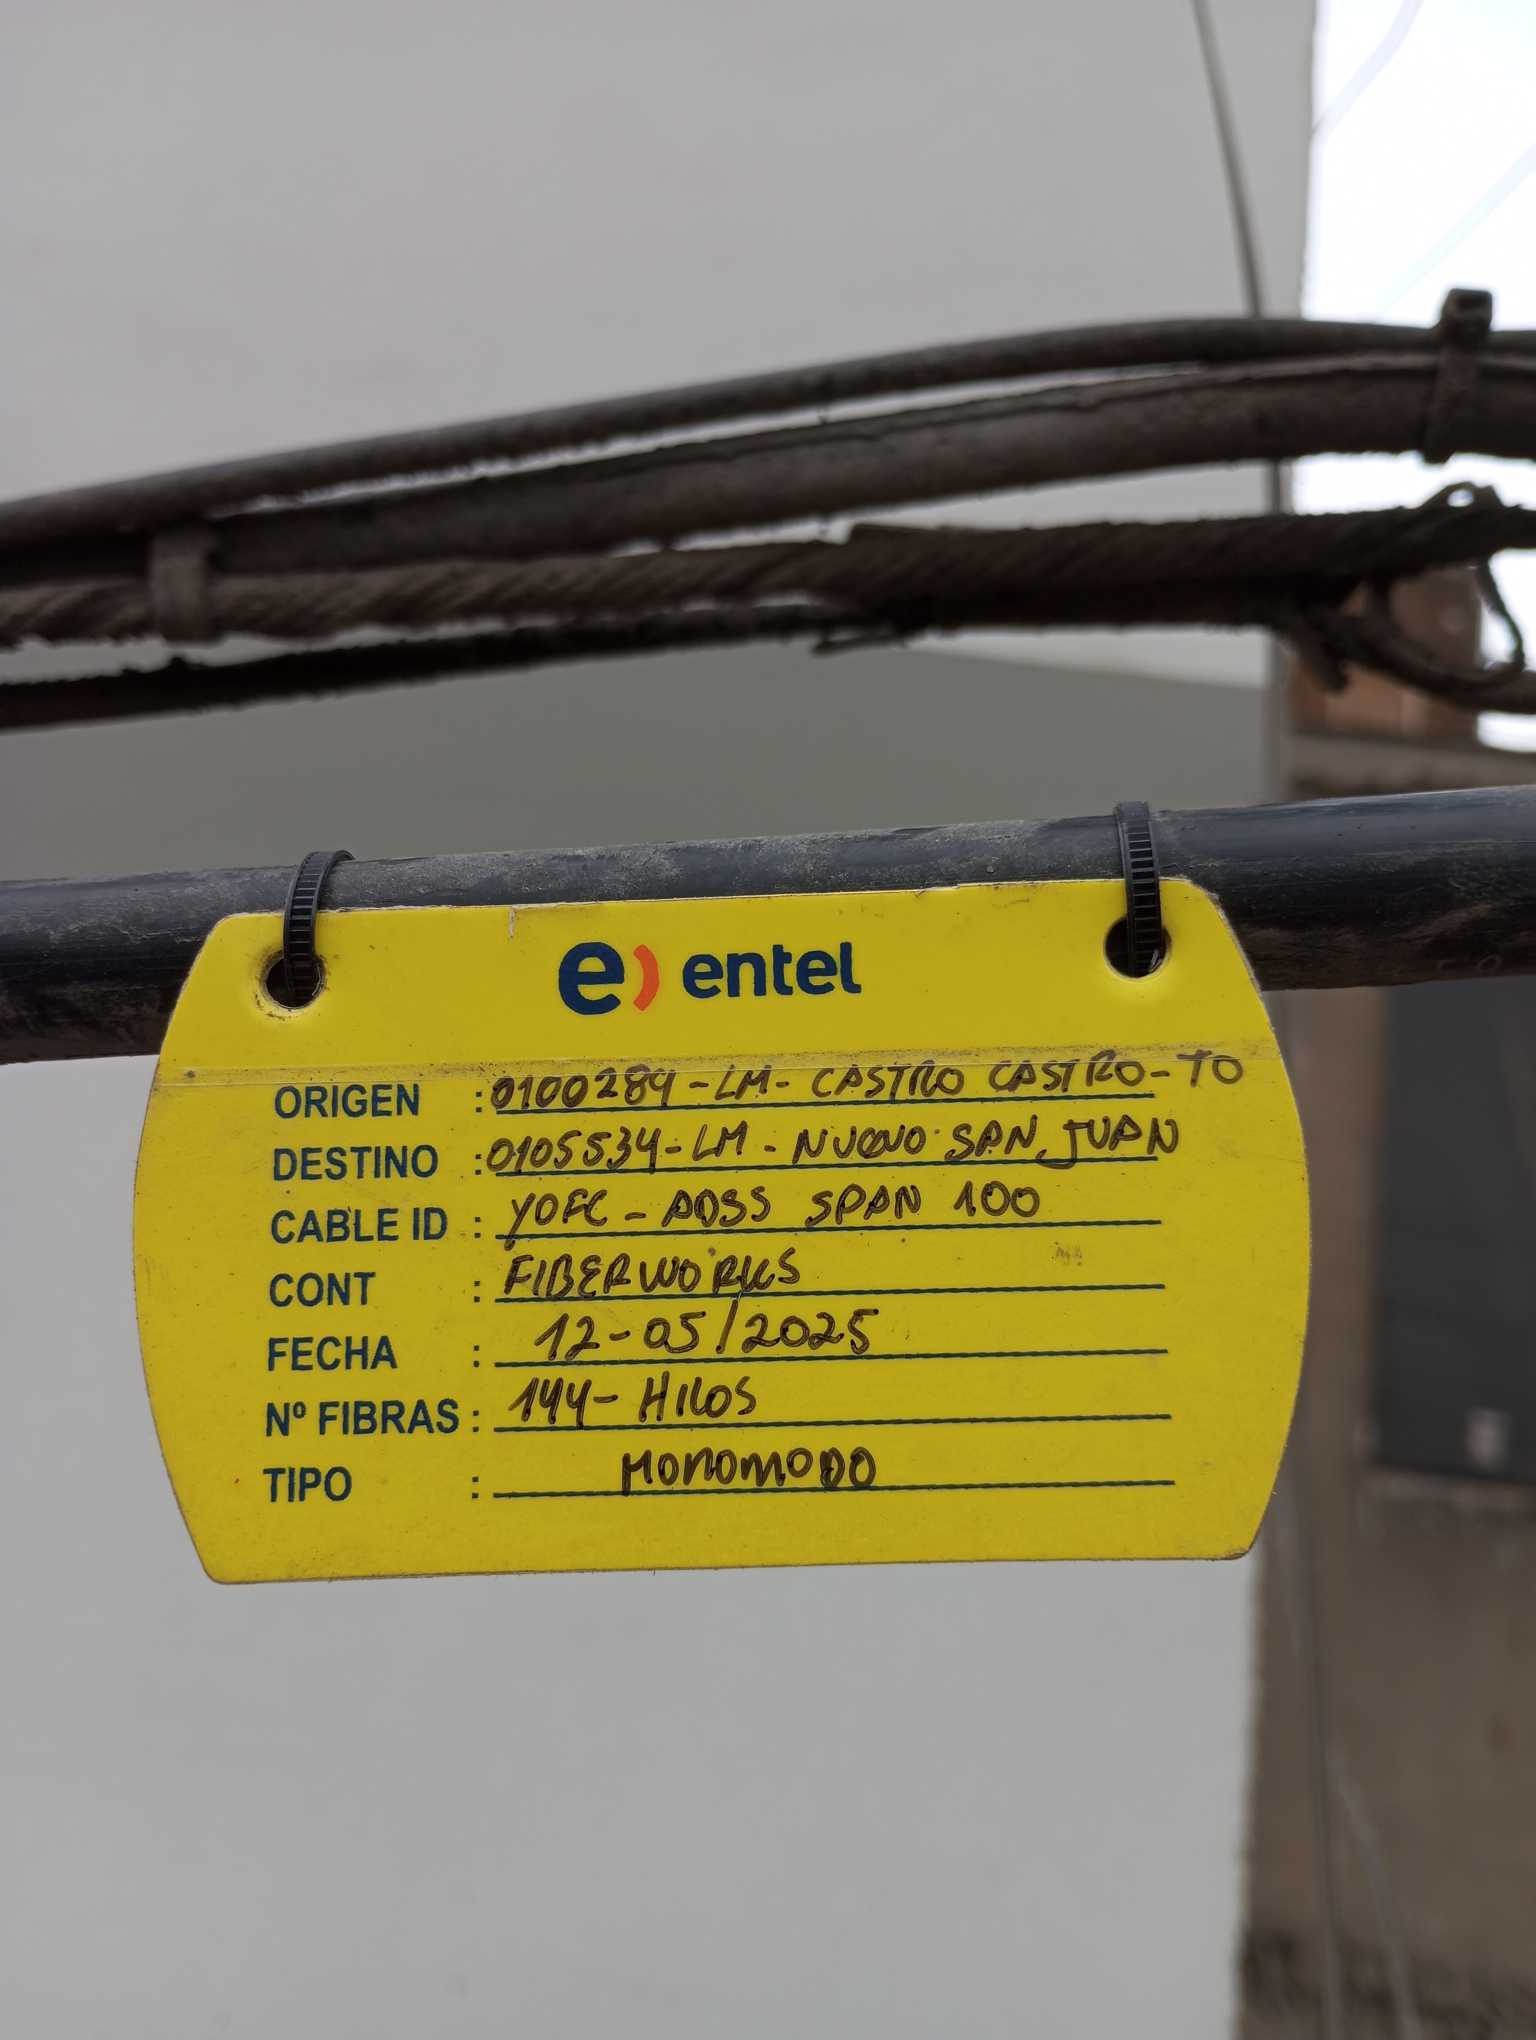 e) entel
ORIGEN : 0100289-LM- CASTRO CASTRO-TO
DESTINO : 0105534-LM-NUEVO SAN JUAN
CABLE ID : YOFC - ADSS SPAN 100
CONT : FIBERWORKS
FECHA : 12-05/2025
Nº FIBRAS : 144- HILOS
TIPO : MONOMODO